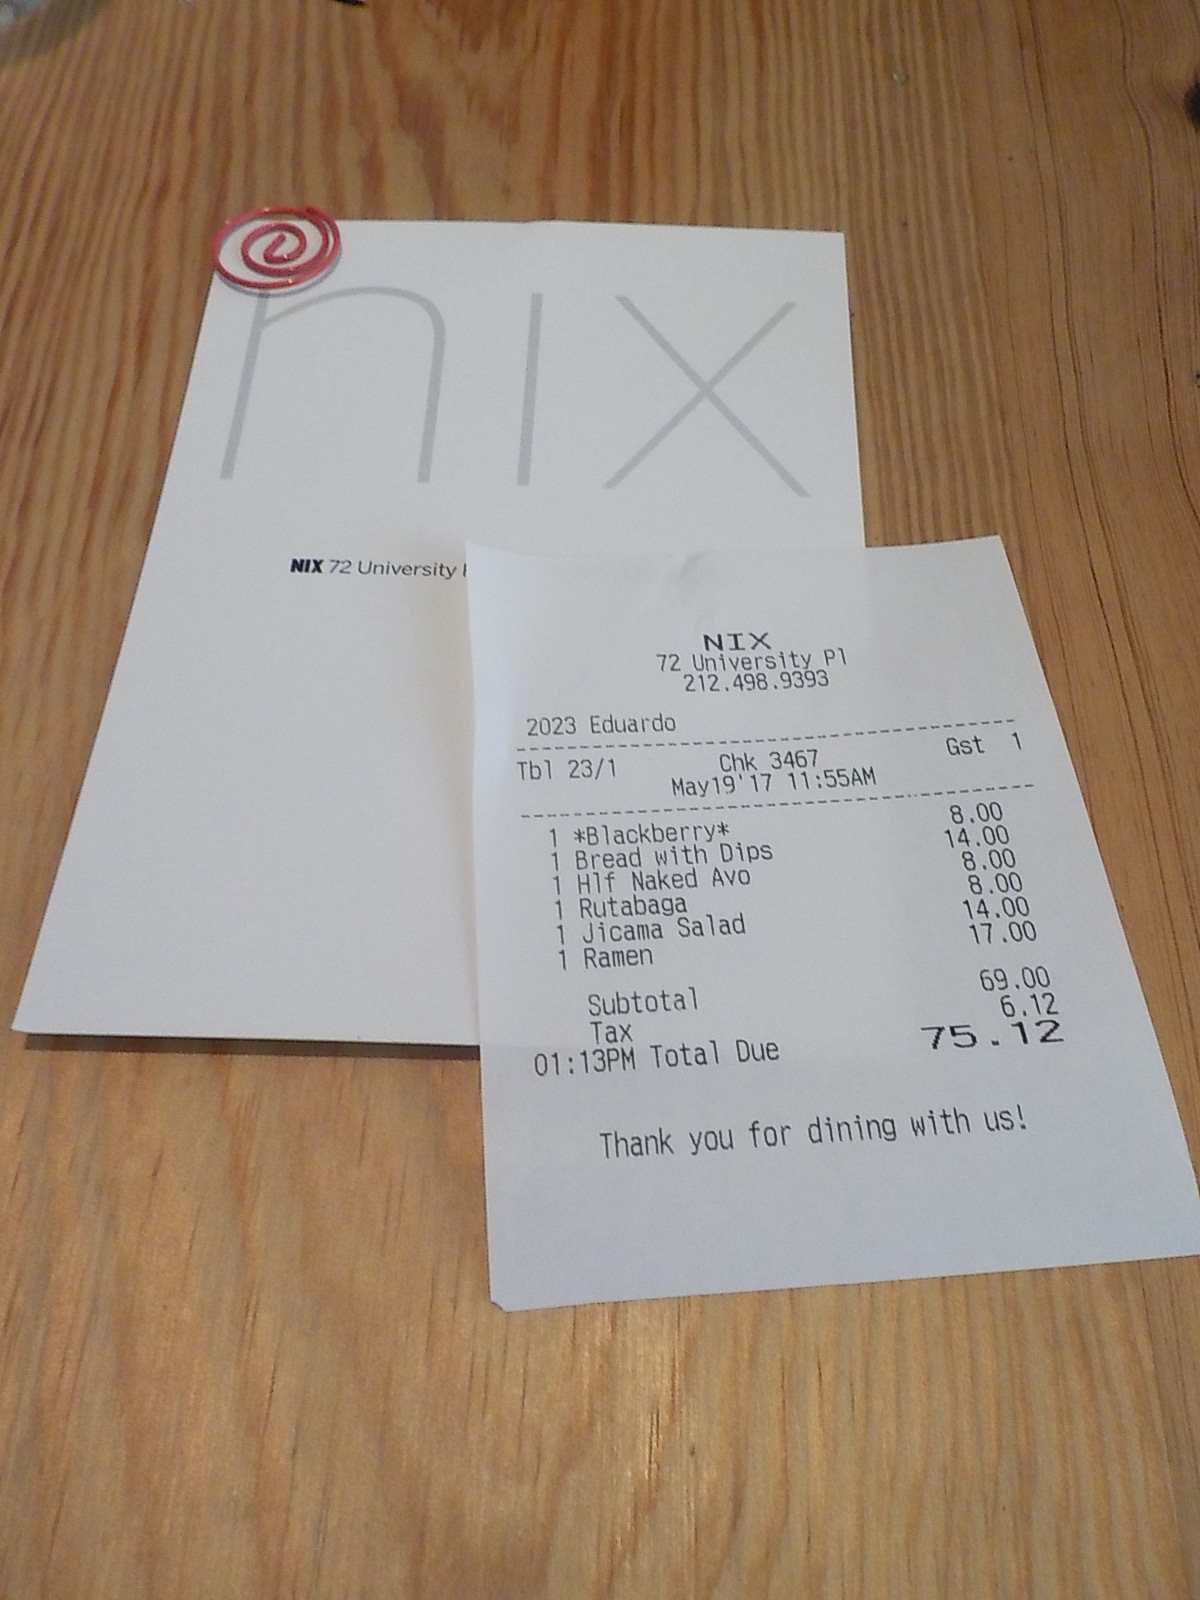 nix
NIX 72 University
NIX
72 University Pl
212.498.9393
2023 Eduardo
Tbl 23/1 Chk 3467 Gst 1
May19'17 11:55AM
1 *Blackberry* 8.00
1 Bread with Dips 14.00
1 Hlf Naked Avo 8.00
1 Rutabaga 8.00
1 Jicama Salad 14.00
1 Ramen 17.00
Subtotal 69.00
Tax 6.12
01:13PM Total Due 75.12
Thank you for dining with us!